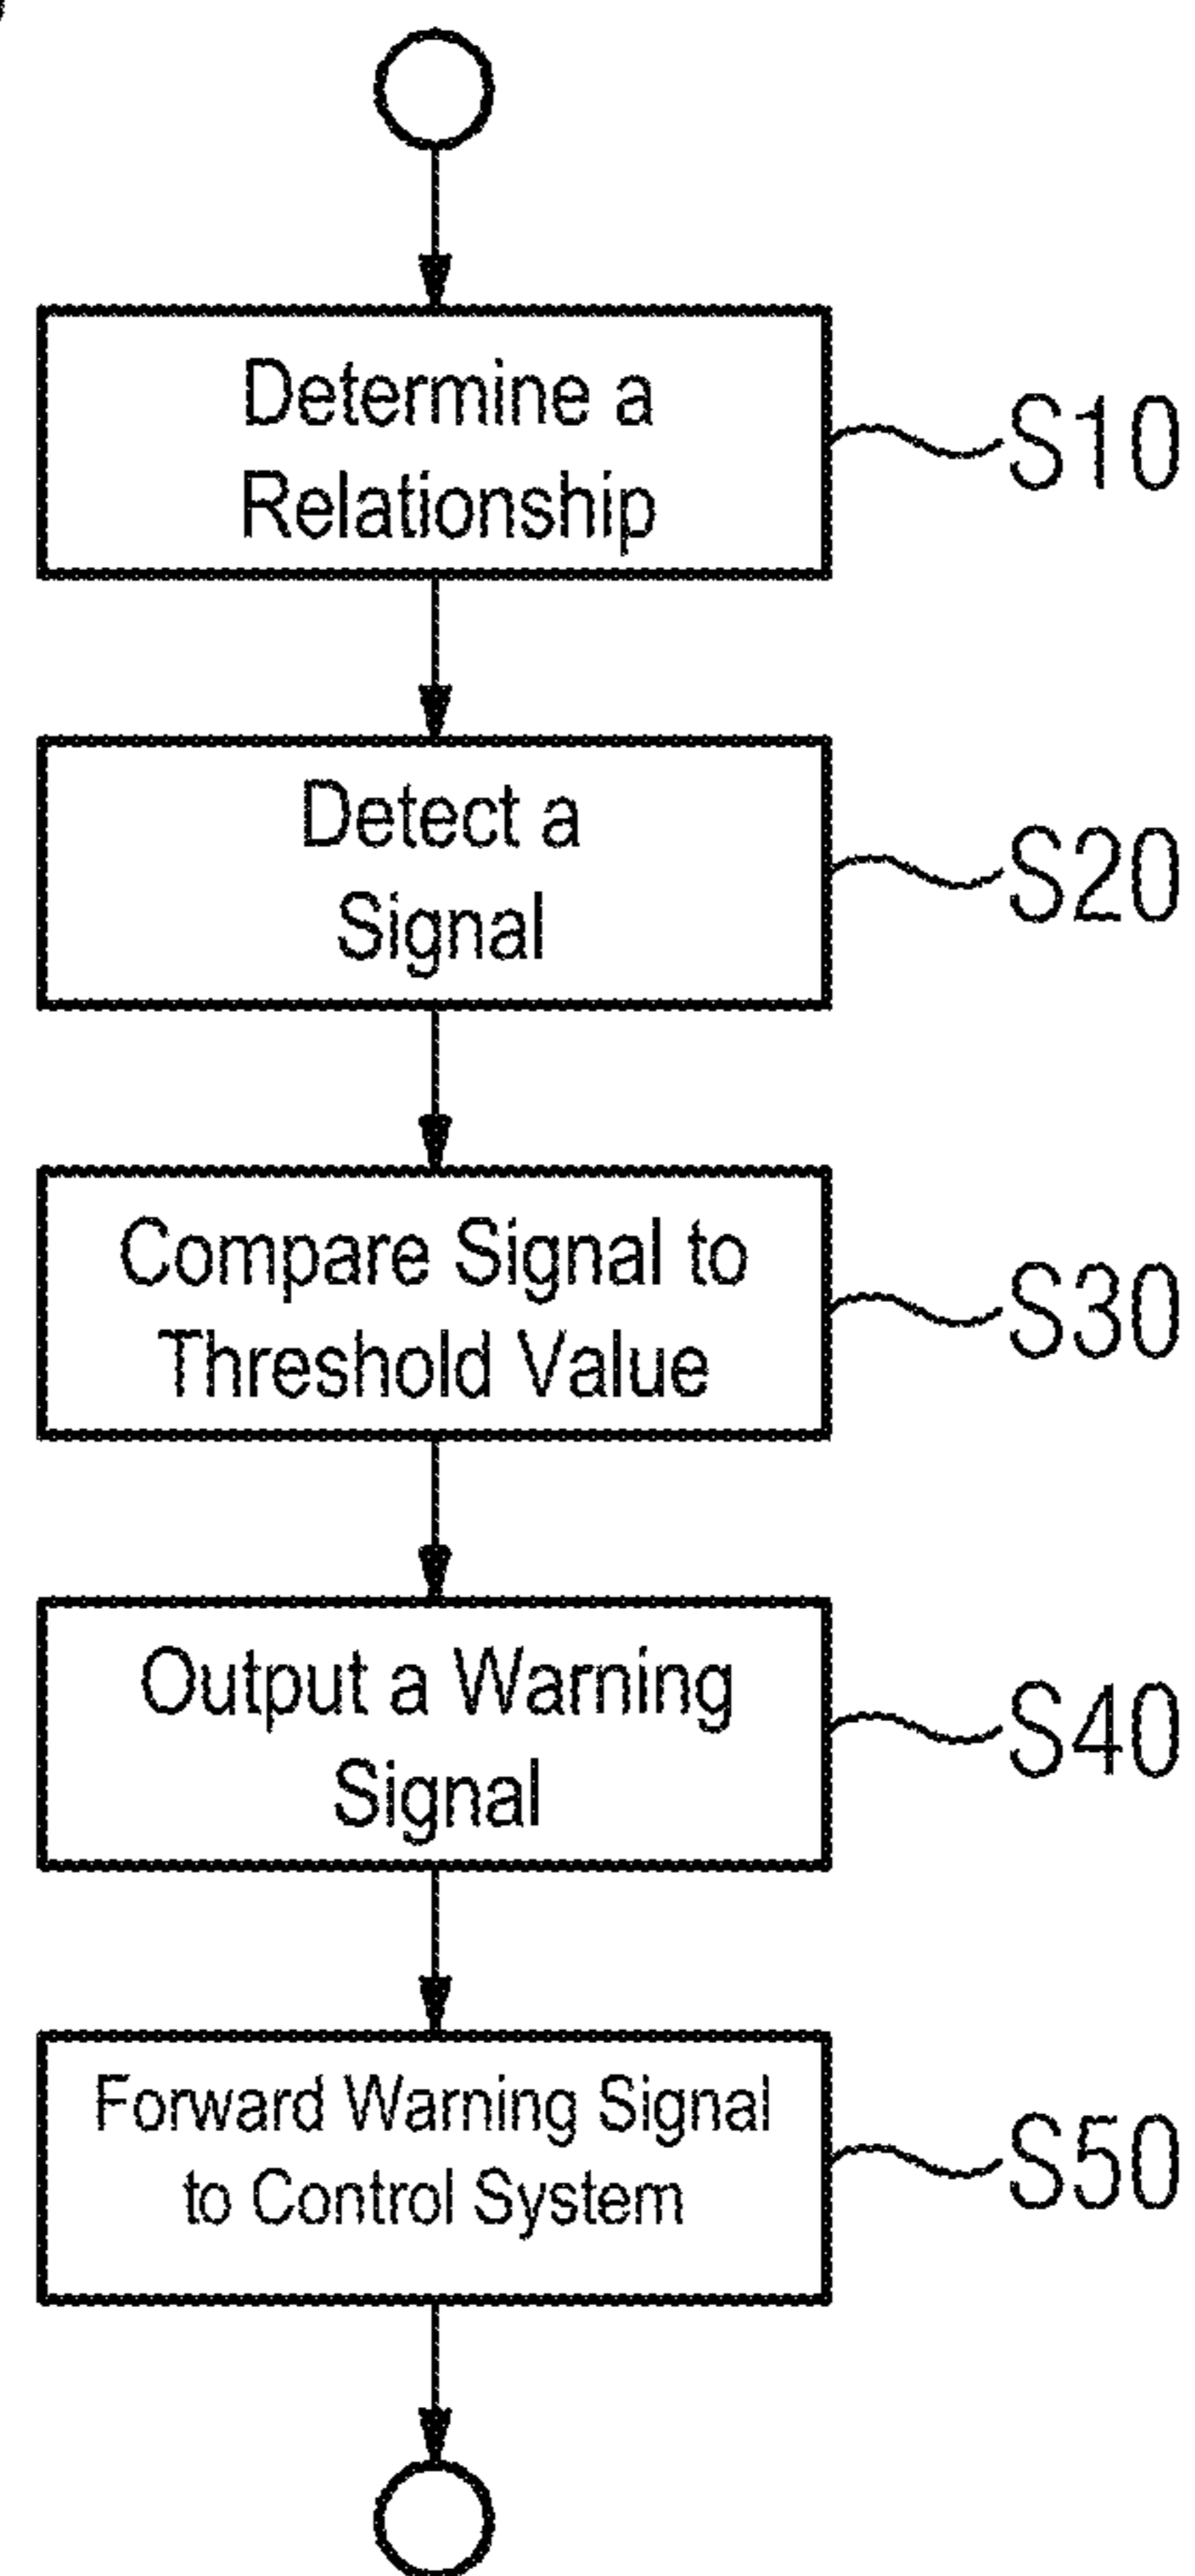 Determine a
Relationship
S10
Detect a
Signal
S20
Compare Signal to
Threshold Value
S30
Output a Warning
Signal
S40
Forward Warning Signal
to Control System
S50